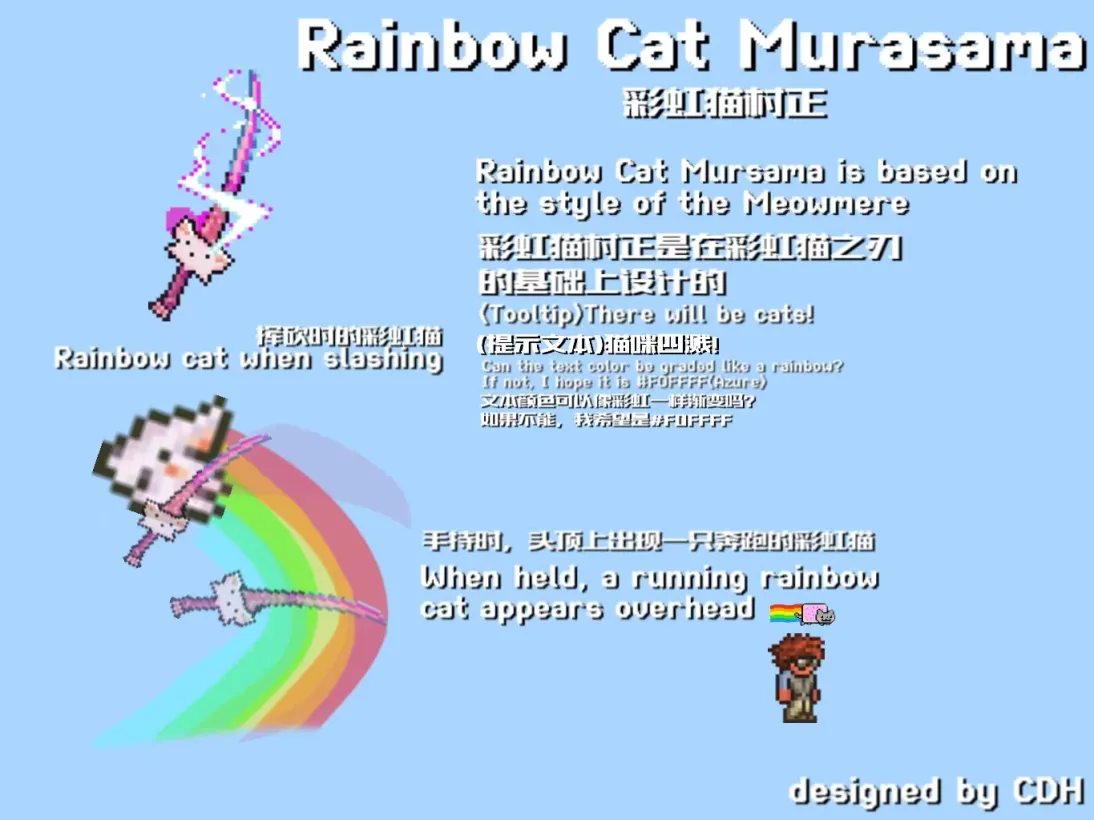 Rainbow Cat Murasama
彩虹猫村正
Rainbow Cat Mursama is based on
the style of the Meowmere
彩虹猫村正是在彩虹猫之刃
的基础上设计的
(Tooltip)There will be cats!
(提示文本)猫咪四溅!
Can the text color be graded like a rainbow?
If not, I hope it is #F0FFFF(Azure)
文本颜色可以像彩虹一样渐变吗?
如果不能，我希望是#F0FFFF
挥砍时的彩虹猫
Rainbow cat when slashing
手持时，头顶上出现一只奔跑的彩虹猫
When held, a running rainbow
cat appears overhead
designed by CDH